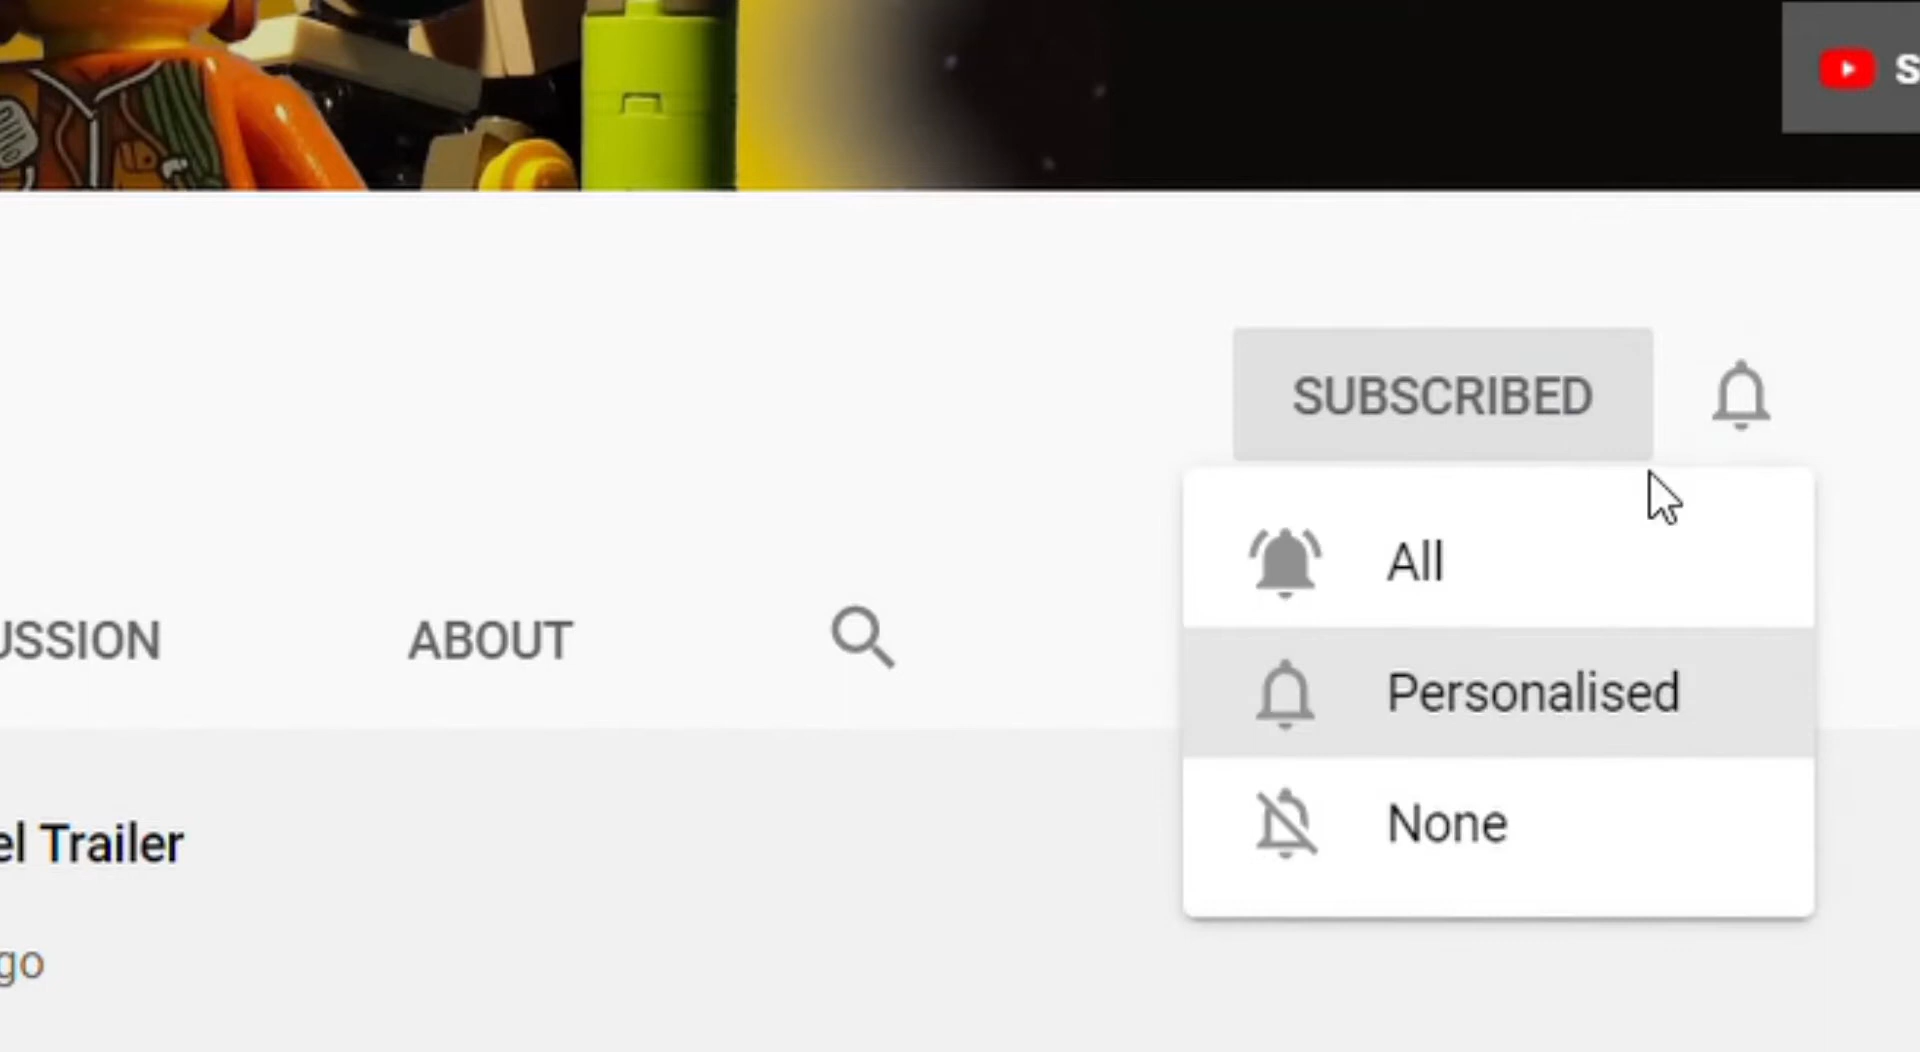 S
SUBSCRIBED
All
USSION
ABOUT
Personalised
None
el Trailer
go